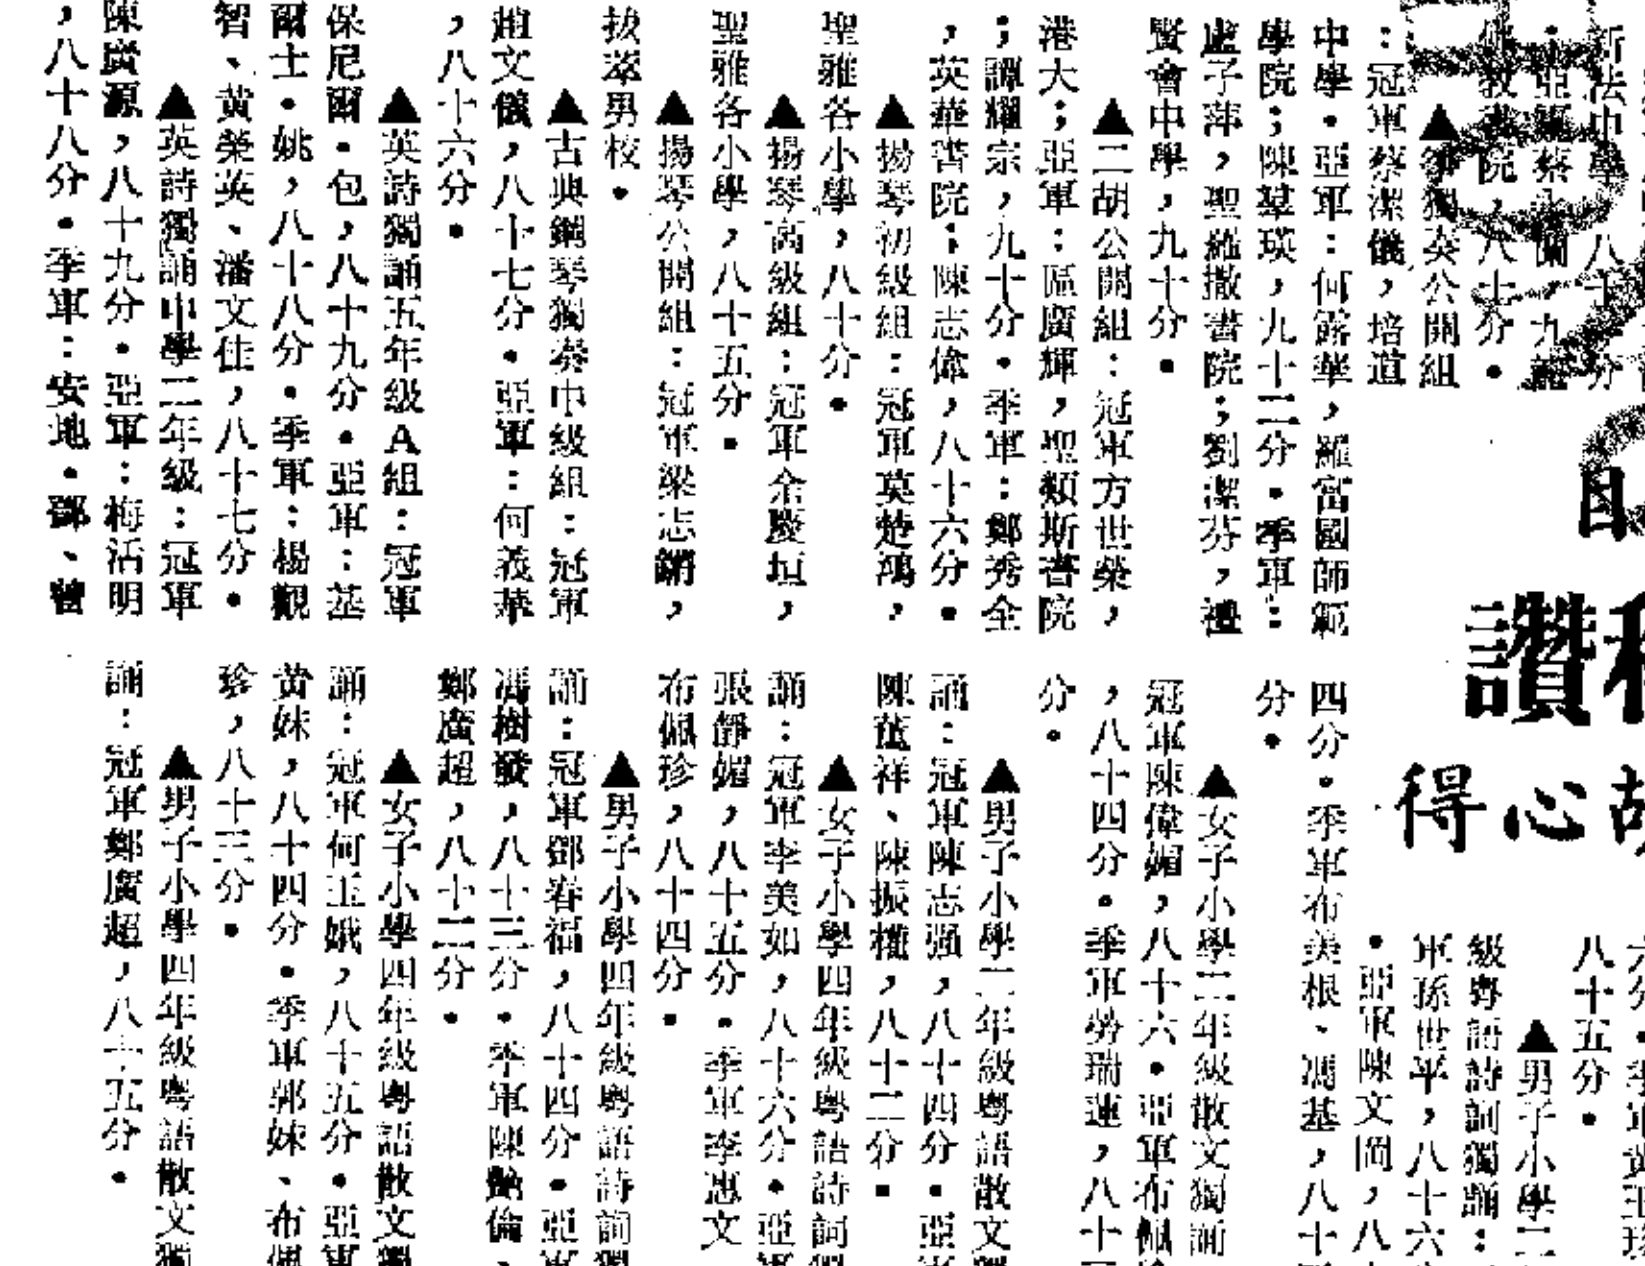 ▲箏獨奏公開組
：冠軍蔡潔儀，培道
中學。亞軍：何露華，羅富國師範
學院；陳慕瑛，九十二分。季軍：
盧子萍，聖羅撒書院；劉潔芬，禮
賢會中學，九十分。
▲二胡公開組：冠軍方世榮，
港大；亞軍：區廣輝，聖類斯書院
；譚耀宗，九十分。季軍：鄭秀全
，英華書院；陳志偉，八十六分。
▲揚琴初級組：冠軍莫楚鴻，
聖雅各小學，八十分。
▲揚琴高級組：冠軍余慶垣，
聖雅各小學，八十五分。
▲揚琴公開組：冠軍梁志鏘，
拔萃男校。
▲古典鋼琴獨奏中級組：冠軍
趙文儀，八十七分。亞軍：何義華
，八十六分。
▲英詩獨誦五年級A組：冠軍
保尼爾。包，八十九分。亞軍：基
爾士。姚，八十八分。季軍：楊觀
智、黃榮英、潘文佳，八十七分。
▲英詩獨誦中學二年級：冠軍
陳廣源，八十九分。亞軍：梅活明
，八十八分。季軍：安地。鄧、曾
讚
得心
八十五分。
▲男子小學二
級粵語詩詞獨誦：
軍孫世平，八十六
。亞軍陳文岡，八
四分。季軍布美根、馮基，八十
分。
▲女子小學三年級散文獨誦
冠軍陳偉媚，八十六。亞軍布佩
，八十四分。季軍勞瑞蓮，八十
分。
▲男子小學二年級粵語散文
誦：冠軍陳志强，八十四分。亞
陳萬祥、陳振權，八十二分。
▲女子小學四年級粵語詩詞
誦：冠軍李美如，八十六分。亞
張靜媚，八十五分。季軍李惠文
布佩珍，八十四分。
▲男子小學四年級粵語詩詞
誦：冠軍鄧春福，八十四分。亞
馮樹發，八十三分。季軍陳艷倫、
鄭廣超，八十二分。
▲女子小學四年級粵語散文獨
誦：冠軍何玉娥，八十五分。亞軍
黃妹，八十四分。季軍郭妹、布佩
珍，八十三分。
▲男子小學四年級粵語散文獨
誦：冠軍鄭廣超，八十五分。